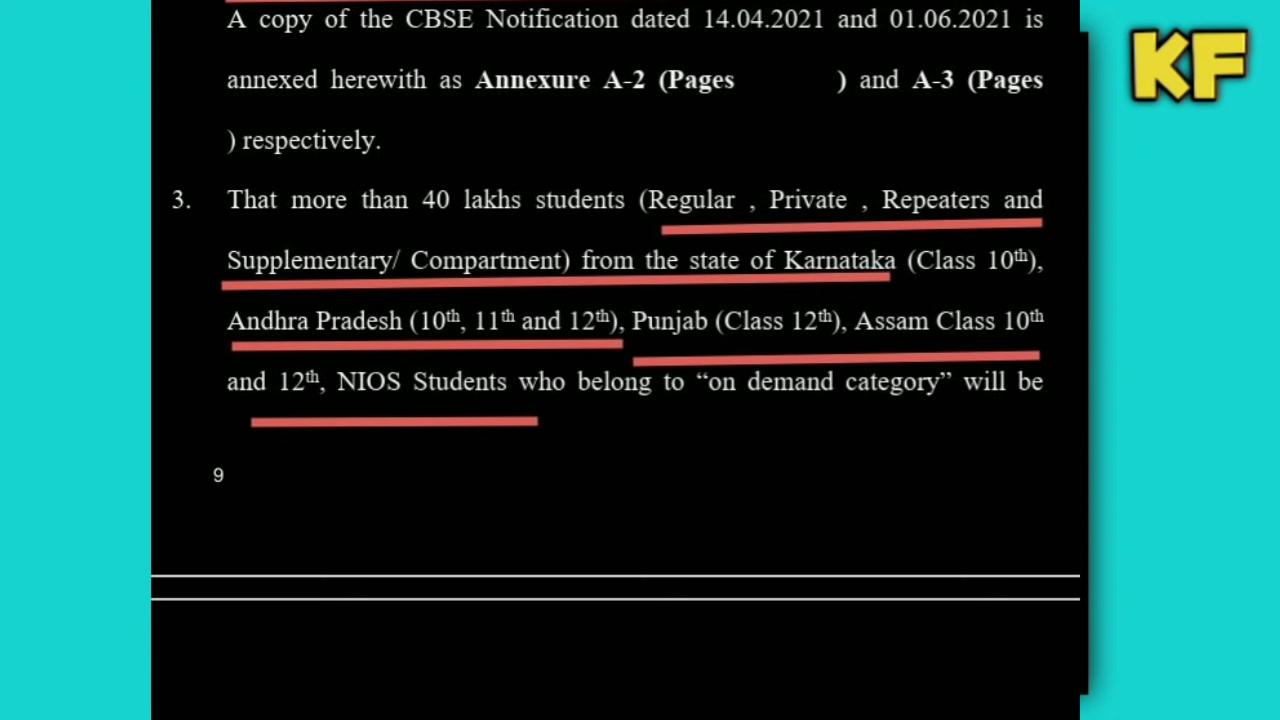 A copy of the CBSE Notification dated 14.04.2021 and 01.06.2021 is
annexed herewith as Annexure A-2 (Pages ) and A-3 (Pages
) respectively.
3. That more than 40 lakhs students (Regular , Private , Repeaters and
Supplementary/ Compartment) from the state of Karnataka (Class 10th),
Andhra Pradesh (10th, 11th and 12th), Punjab (Class 12th), Assam Class 10th
and 12th, NIOS Students who belong to “on demand category” will be
9
KF